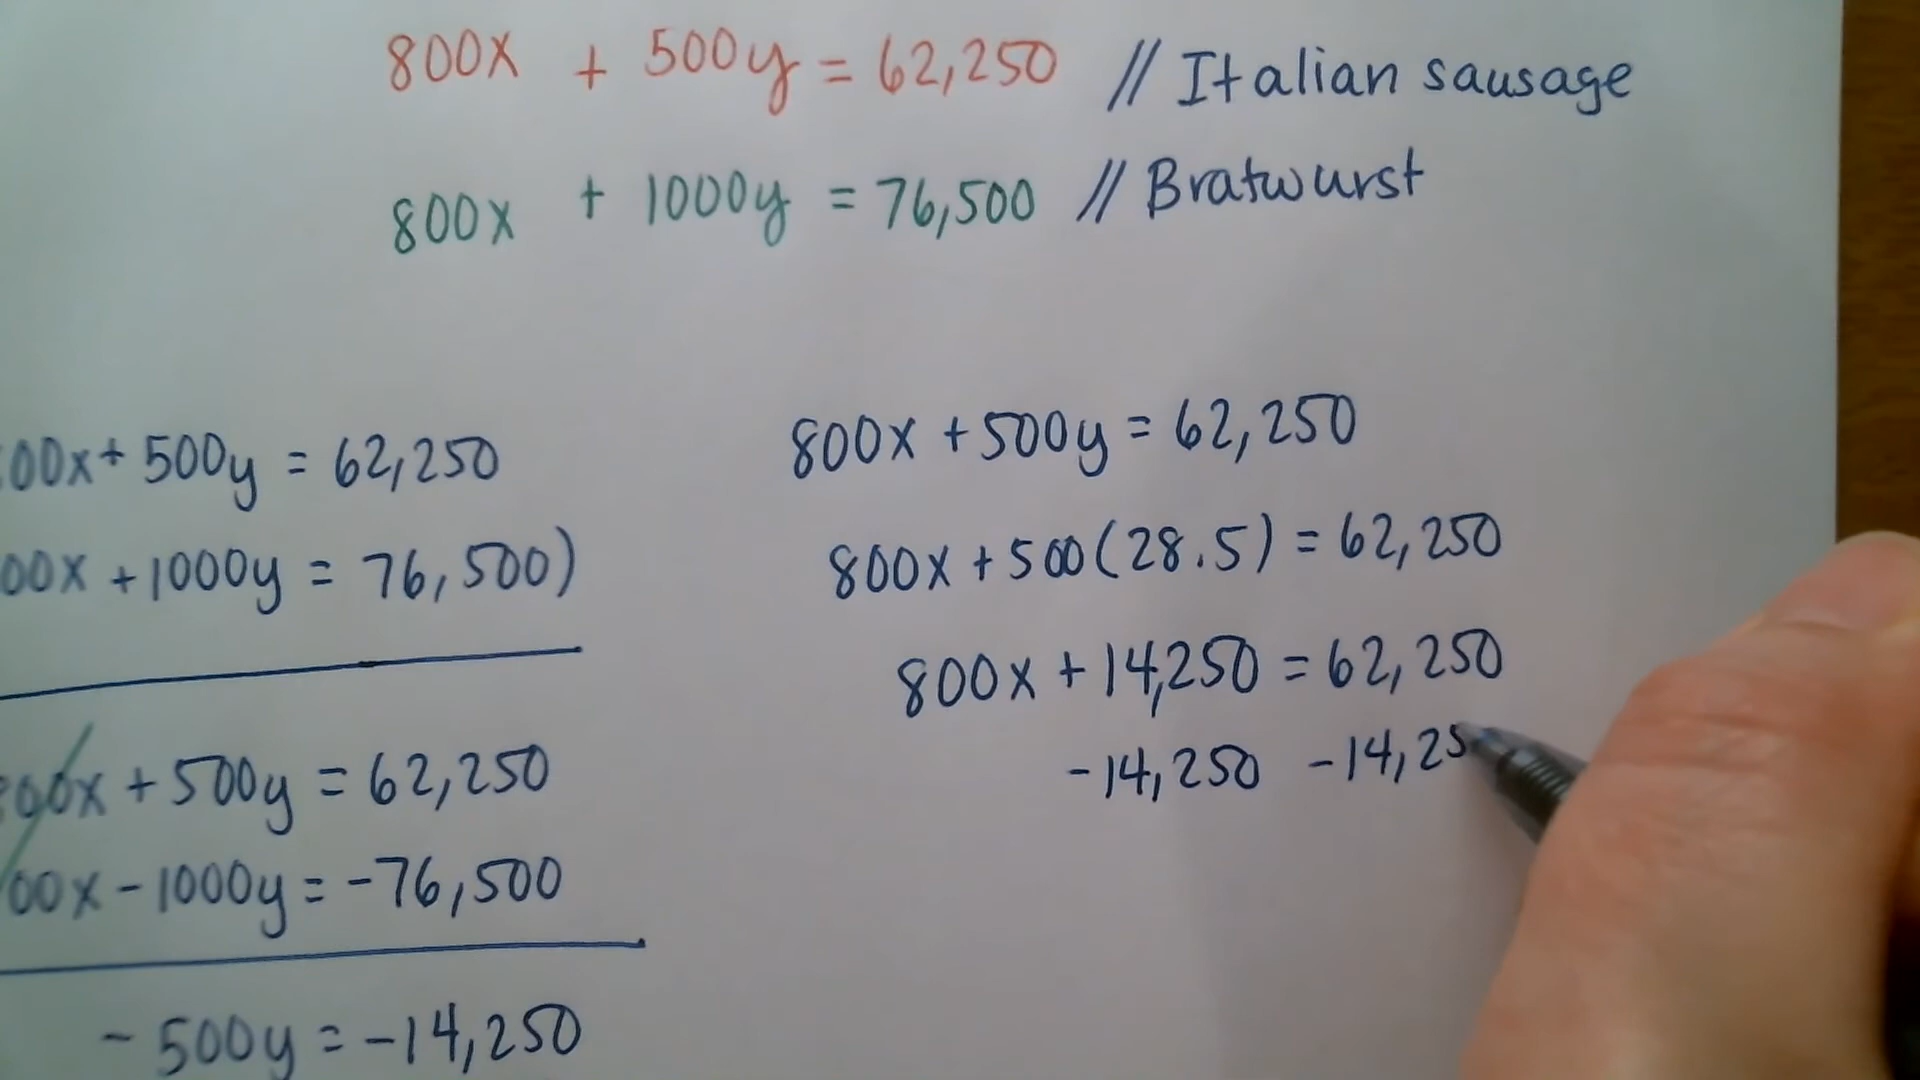 800x + 500y = 62,250 // Italian sausage
800x + 1000y = 76,500 // Bratwurst
00x + 500y = 62,250
00x + 1000y = 76,500)
800x + 500y = 62,250
00x - 1000y = -76,500
- 500y = -14,250
800x + 500y = 62,250
800x + 500(28.5) = 62,250
800x + 14,250 = 62,250
-14,250 -14,25